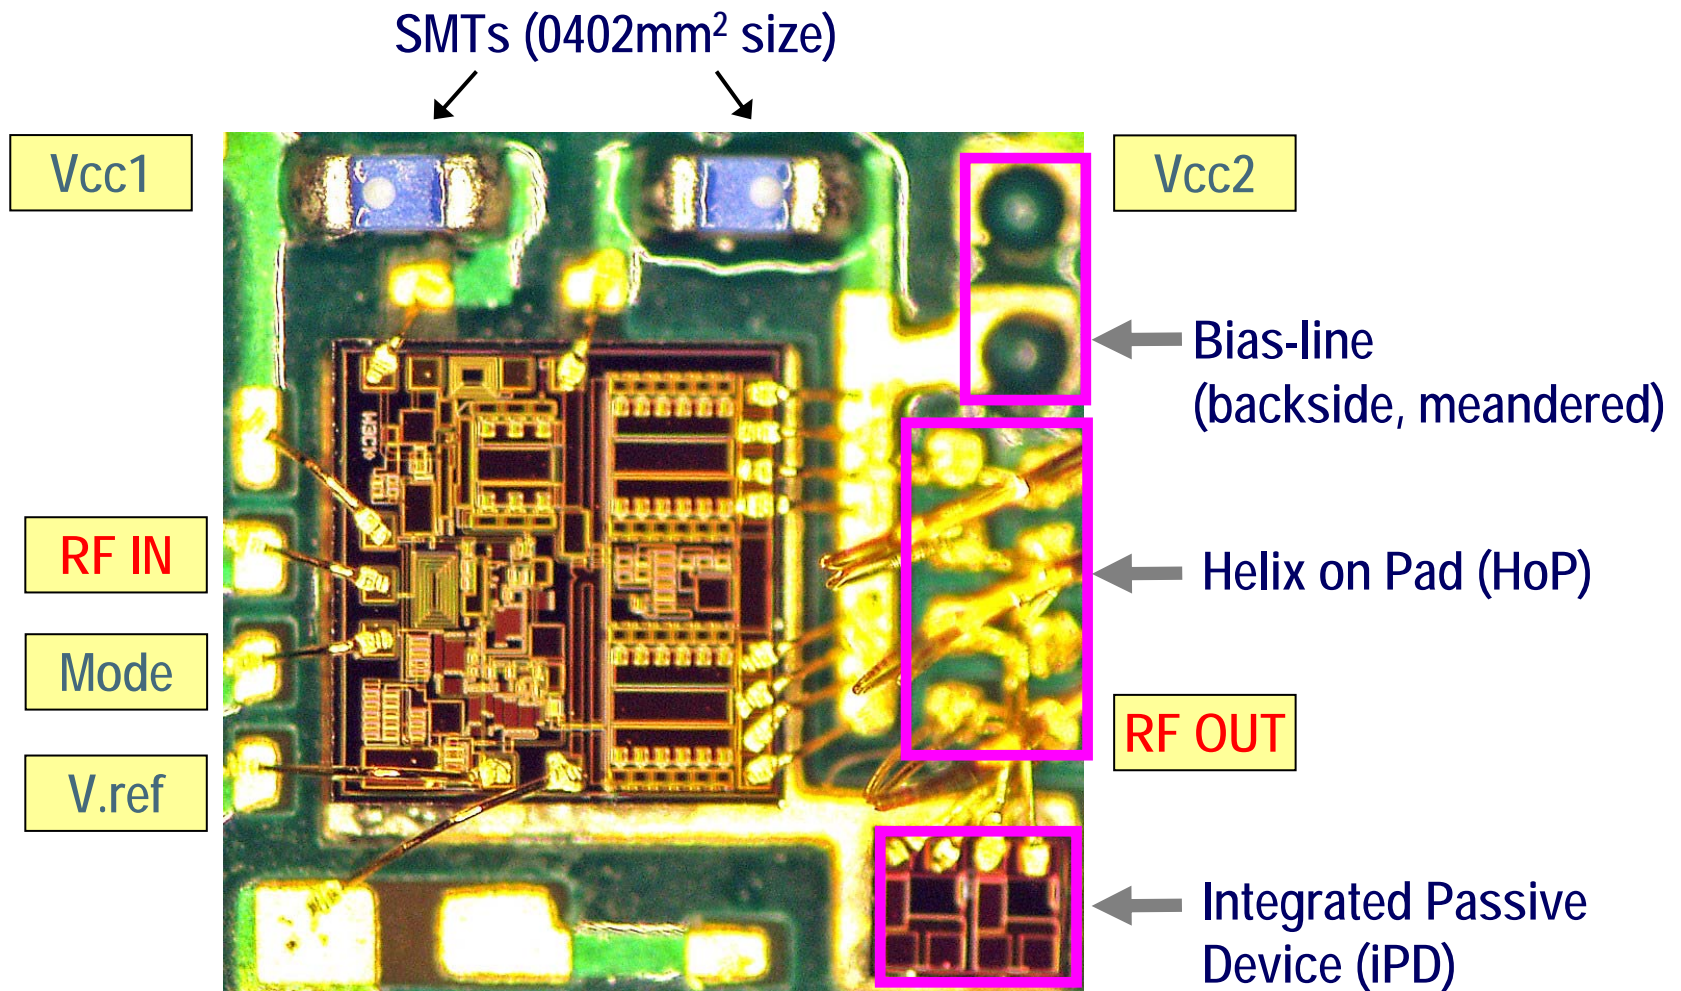 SMTs (0402mm² size)
Vcc1
Vcc2
Bias-line
(backside, meandered)
RF IN
Helix on Pad (HoP)
Mode
RF OUT
V.ref
Integrated Passive
Device (iPD)